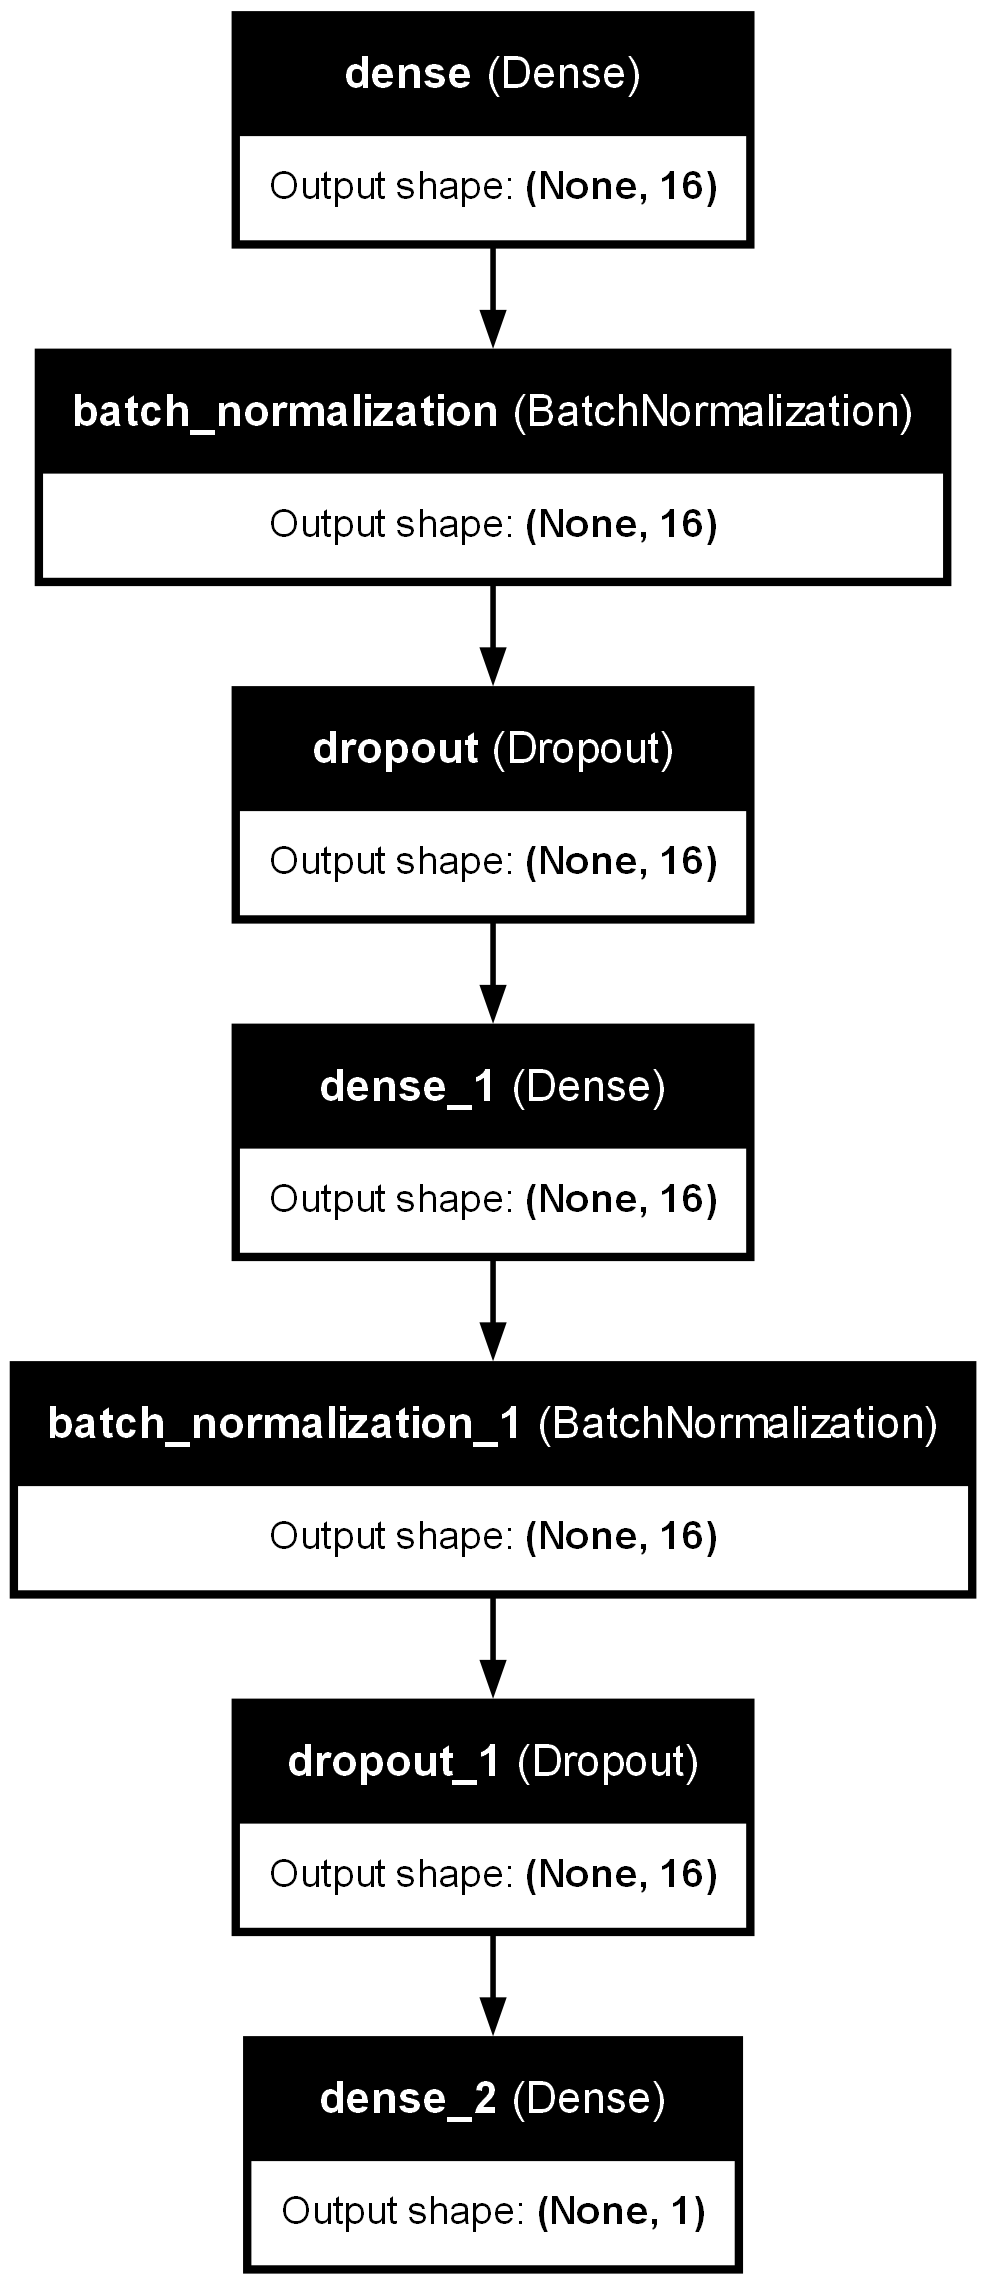 dense (Dense)
Output shape: (None, 16)
batch_normalization (BatchNormalization)
Output shape: (None, 16)
dropout (Dropout)
Output shape: (None, 16)
dense_1 (Dense)
Output shape: (None, 16)
batch_normalization_1 (BatchNormalization)
Output shape: (None, 16)
dropout_1 (Dropout)
Output shape: (None, 16)
dense_2 (Dense)
Output shape: (None, 1)